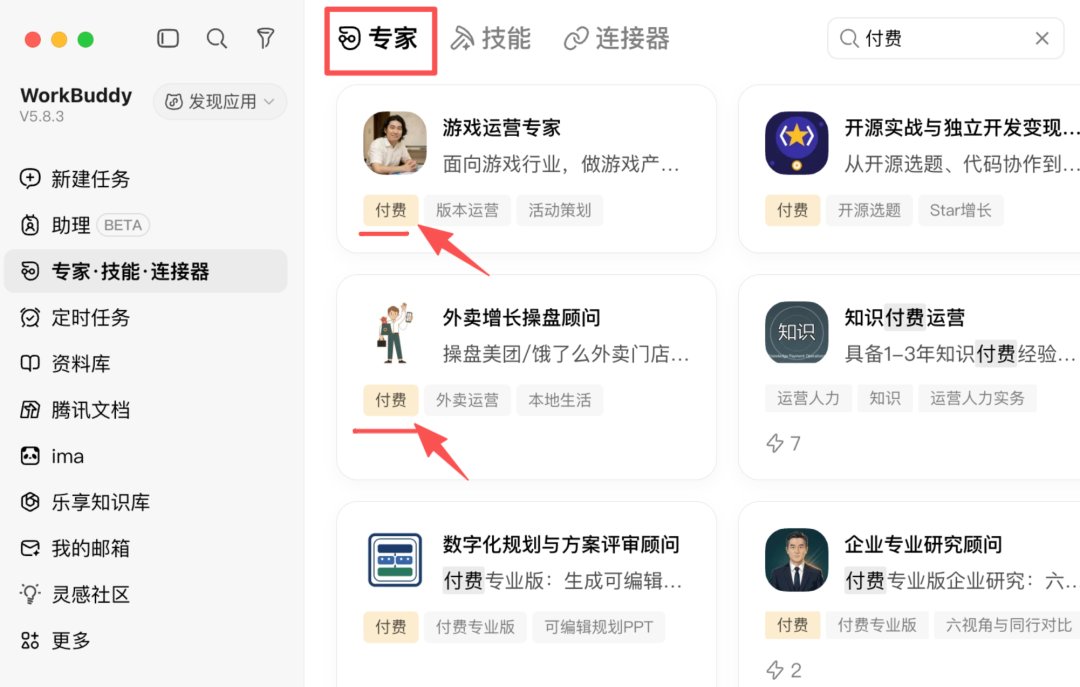 WorkBuddy
V5.8.3
发现应用
新建任务
助理 BETA
专家·技能·连接器
定时任务
资料库
腾讯文档
ima
乐享知识库
我的邮箱
灵感社区
更多
专家 技能 连接器
付费
游戏运营专家
面向游戏行业，做游戏产…
付费 版本运营 活动策划
开源实战与独立开发变现…
从开源选题、代码协作到…
付费 开源选题 Star增长
外卖增长操盘顾问
操盘美团/饿了么外卖门店…
付费 外卖运营 本地生活
知识
知识付费运营
具备1-3年知识付费经验…
运营人力 知识 运营人力实务
7
数字化规划与方案评审顾问
付费专业版：生成可编辑…
付费 付费专业版 可编辑规划PPT
企业专业研究顾问
付费专业版企业研究：六…
付费 付费专业版 六视角与同行对比
2